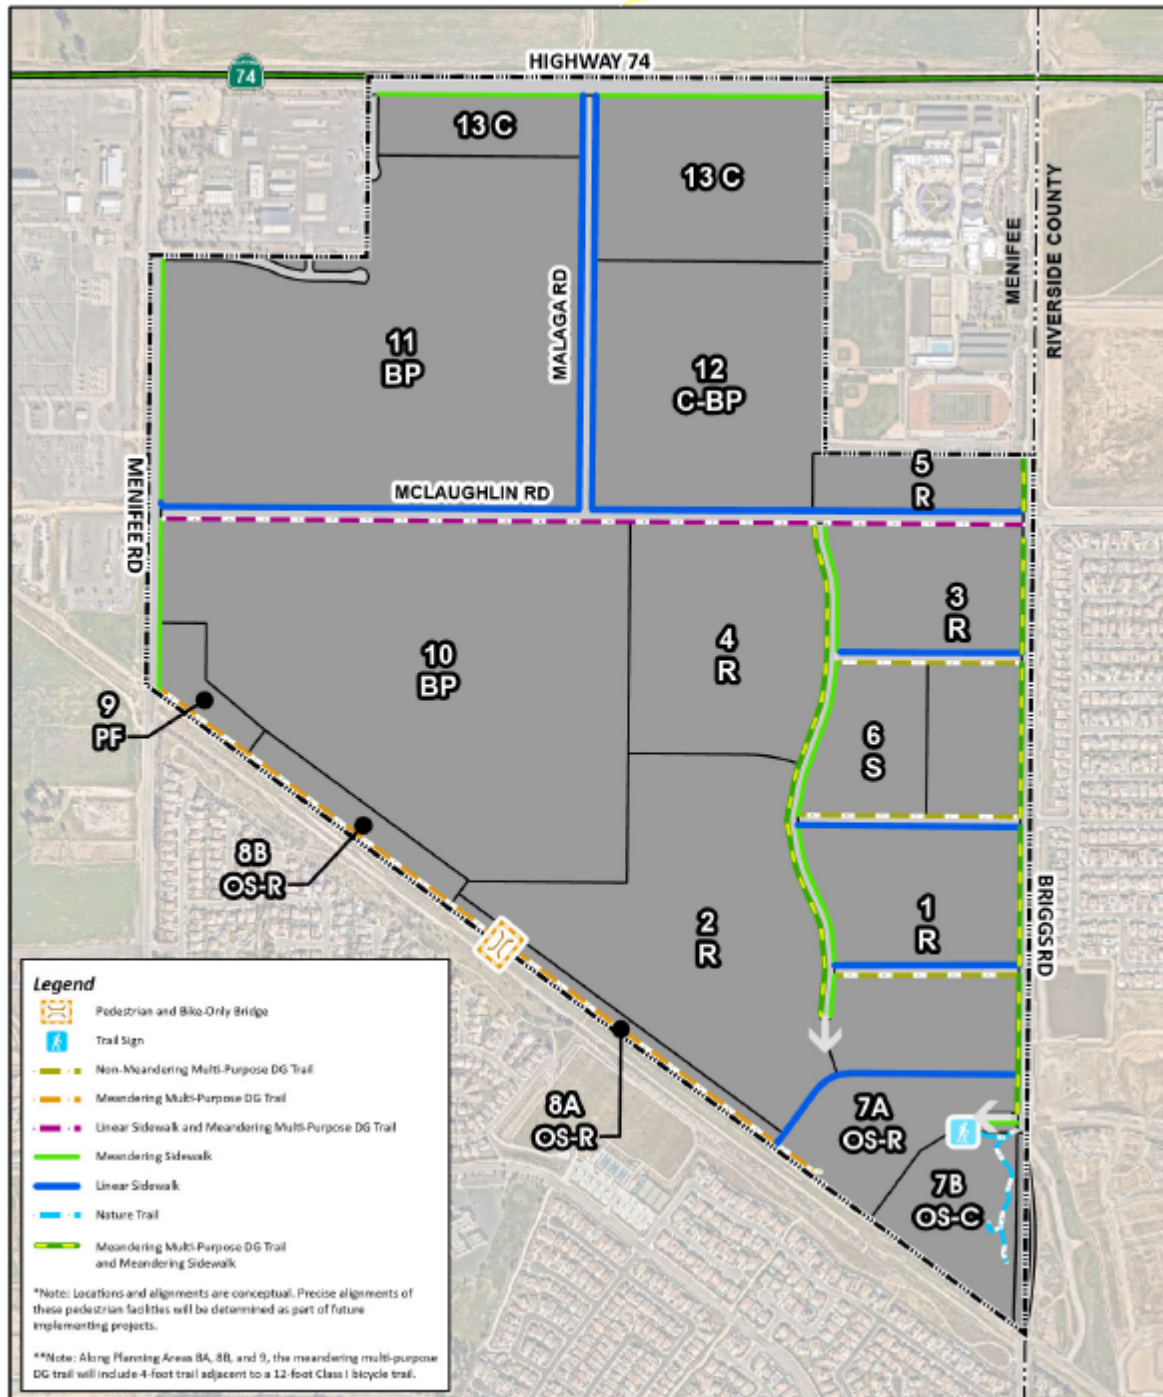 HIGHWAY 74
74
13 C
13 C
MENIFEE
RIVERSIDE COUNTY
MALAGA RD
11
BP
12
C-BP
5
R
MENIFEE RD
MCLAUGHLIN RD
3
R
4
R
10
BP
9
PF
6
S
8B
OS-R
2
R
1
R
BRIGGS RD
8A
OS-R
7A
OS-R
7B
OS-C
Legend
Pedestrian and Bike-Only Bridge
Trail Sign
Non-Meandering Multi-Purpose DG Trail
Meandering Multi-Purpose DG Trail
Linear Sidewalk and Meandering Multi-Purpose DG Trail
Meandering Sidewalk
Linear Sidewalk
Nature Trail
Meandering Multi-Purpose DG Trail
and Meandering Sidewalk
*Note: Locations and alignments are conceptual. Precise alignments of
these pedestrian facilities will be determined as part of future
implementing projects.
**Note: Along Planning Areas 8A, 8B, and 9, the meandering multi-purpose
DG trail will include 4-foot trail adjacent to a 12-foot Class I bicycle trail.